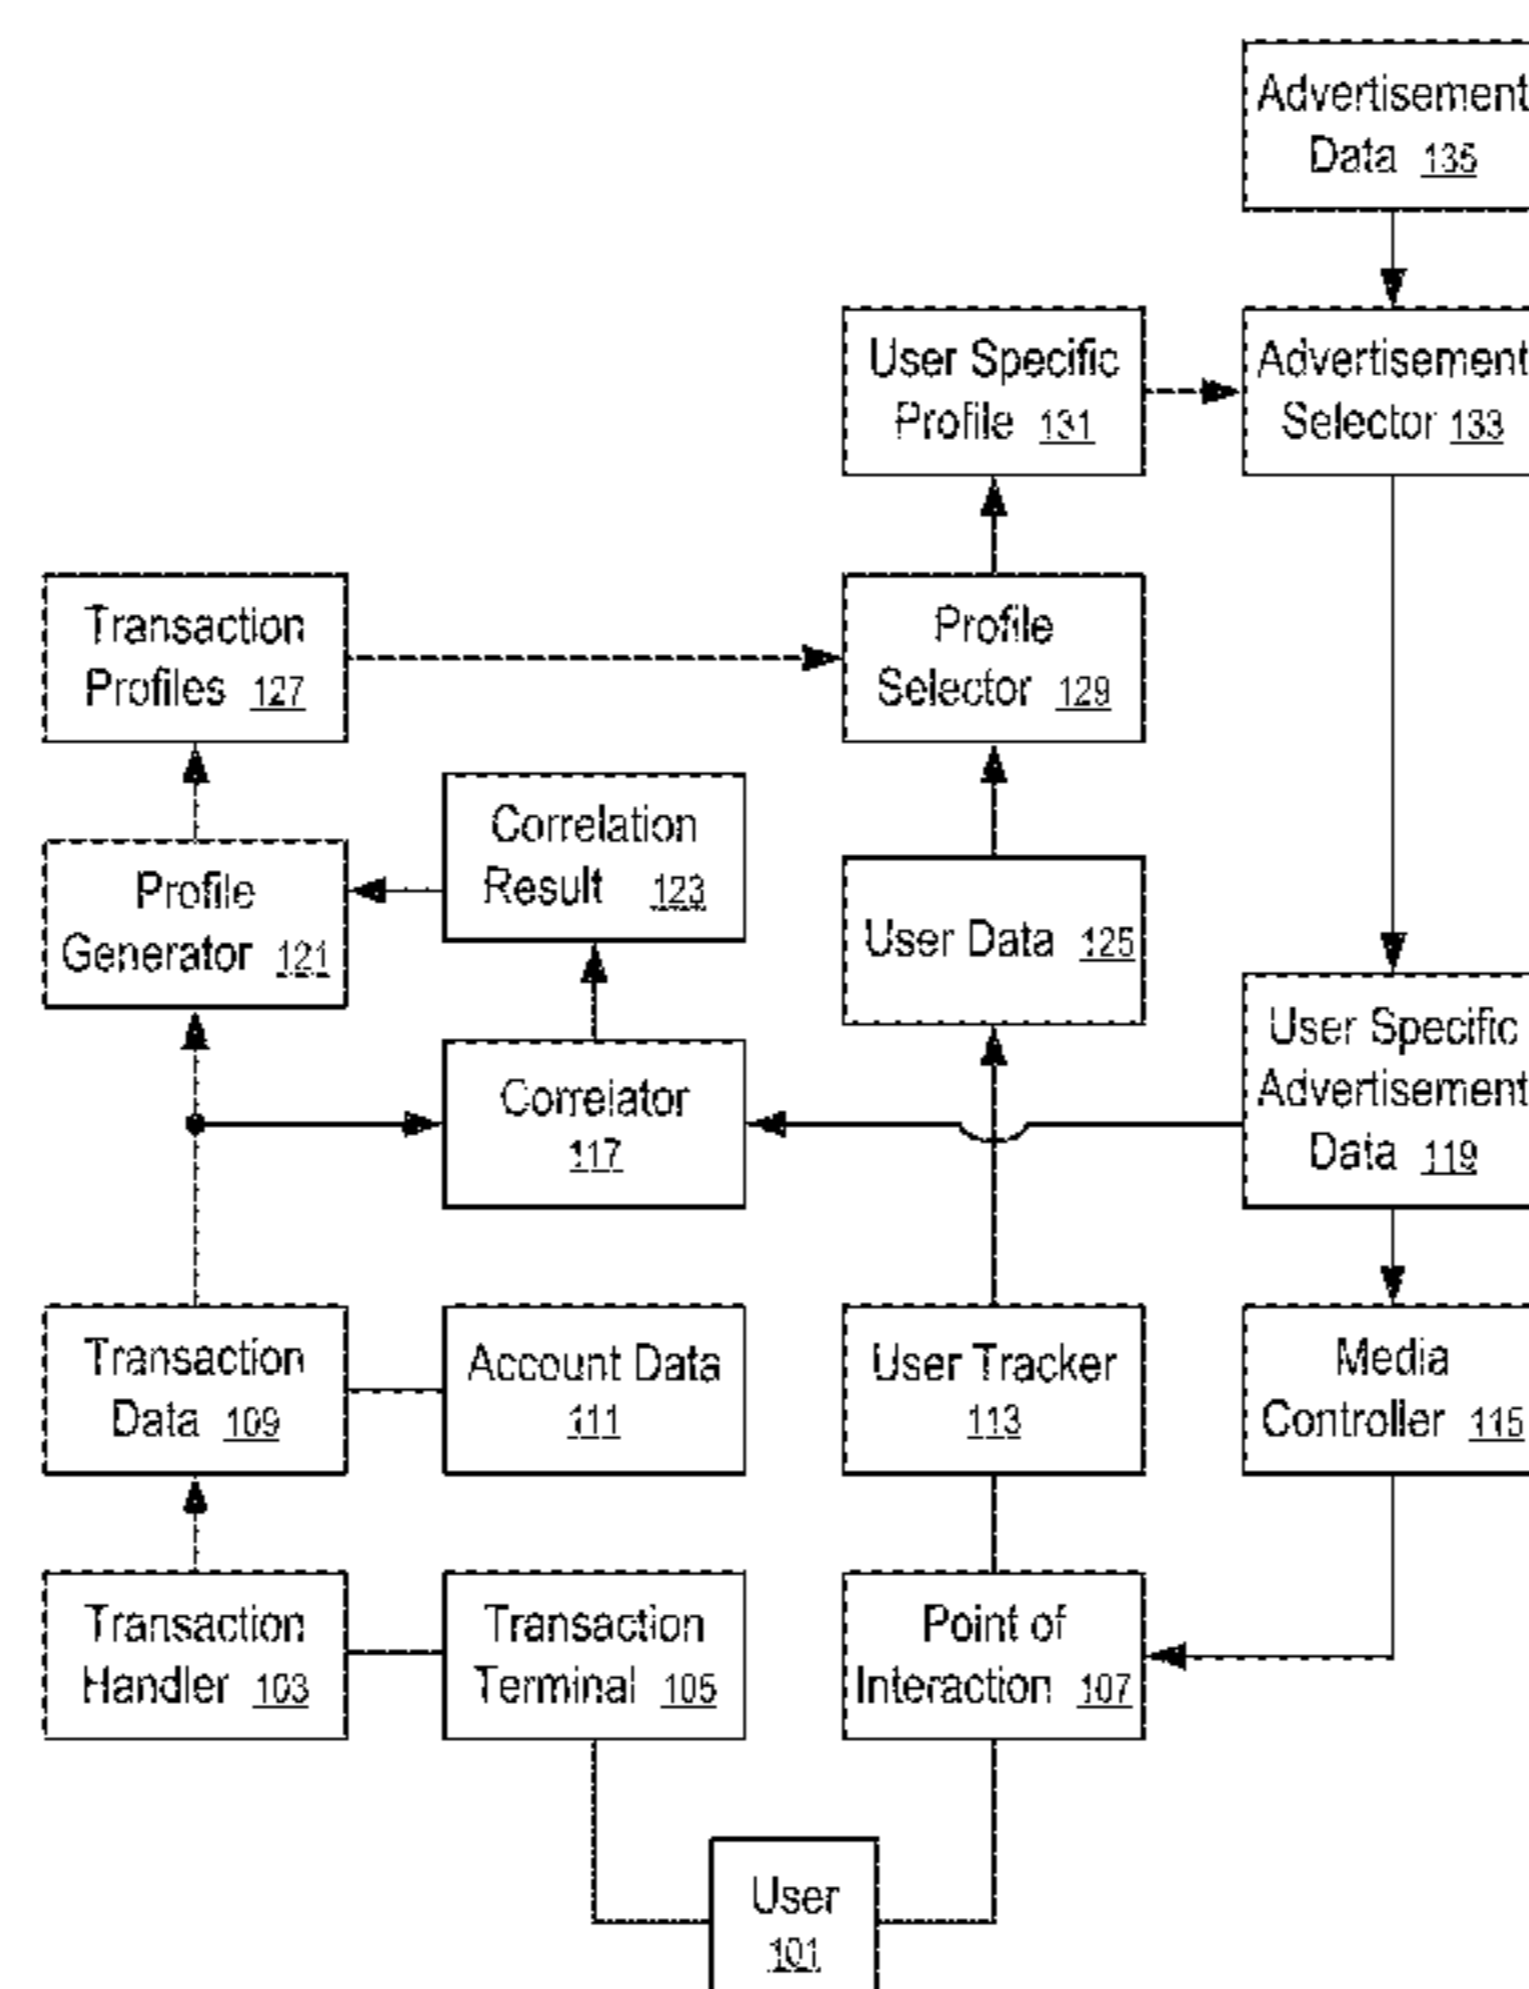 Advertisement
Data 135
User Specific
Profile 131
Advertisement
Selector 133
Transaction
Profiles 127
Profile
Selector 129
Correlation
Result 123
Profile
Generator 121
User Data 125
User Specific
Advertisement
Data 119
Correlator
117
Transaction
Data 109
Account Data
111
User Tracker
113
Media
Controller 115
Transaction
Handler 103
Transaction
Terminal 105
Point of
Interaction 107
User
101